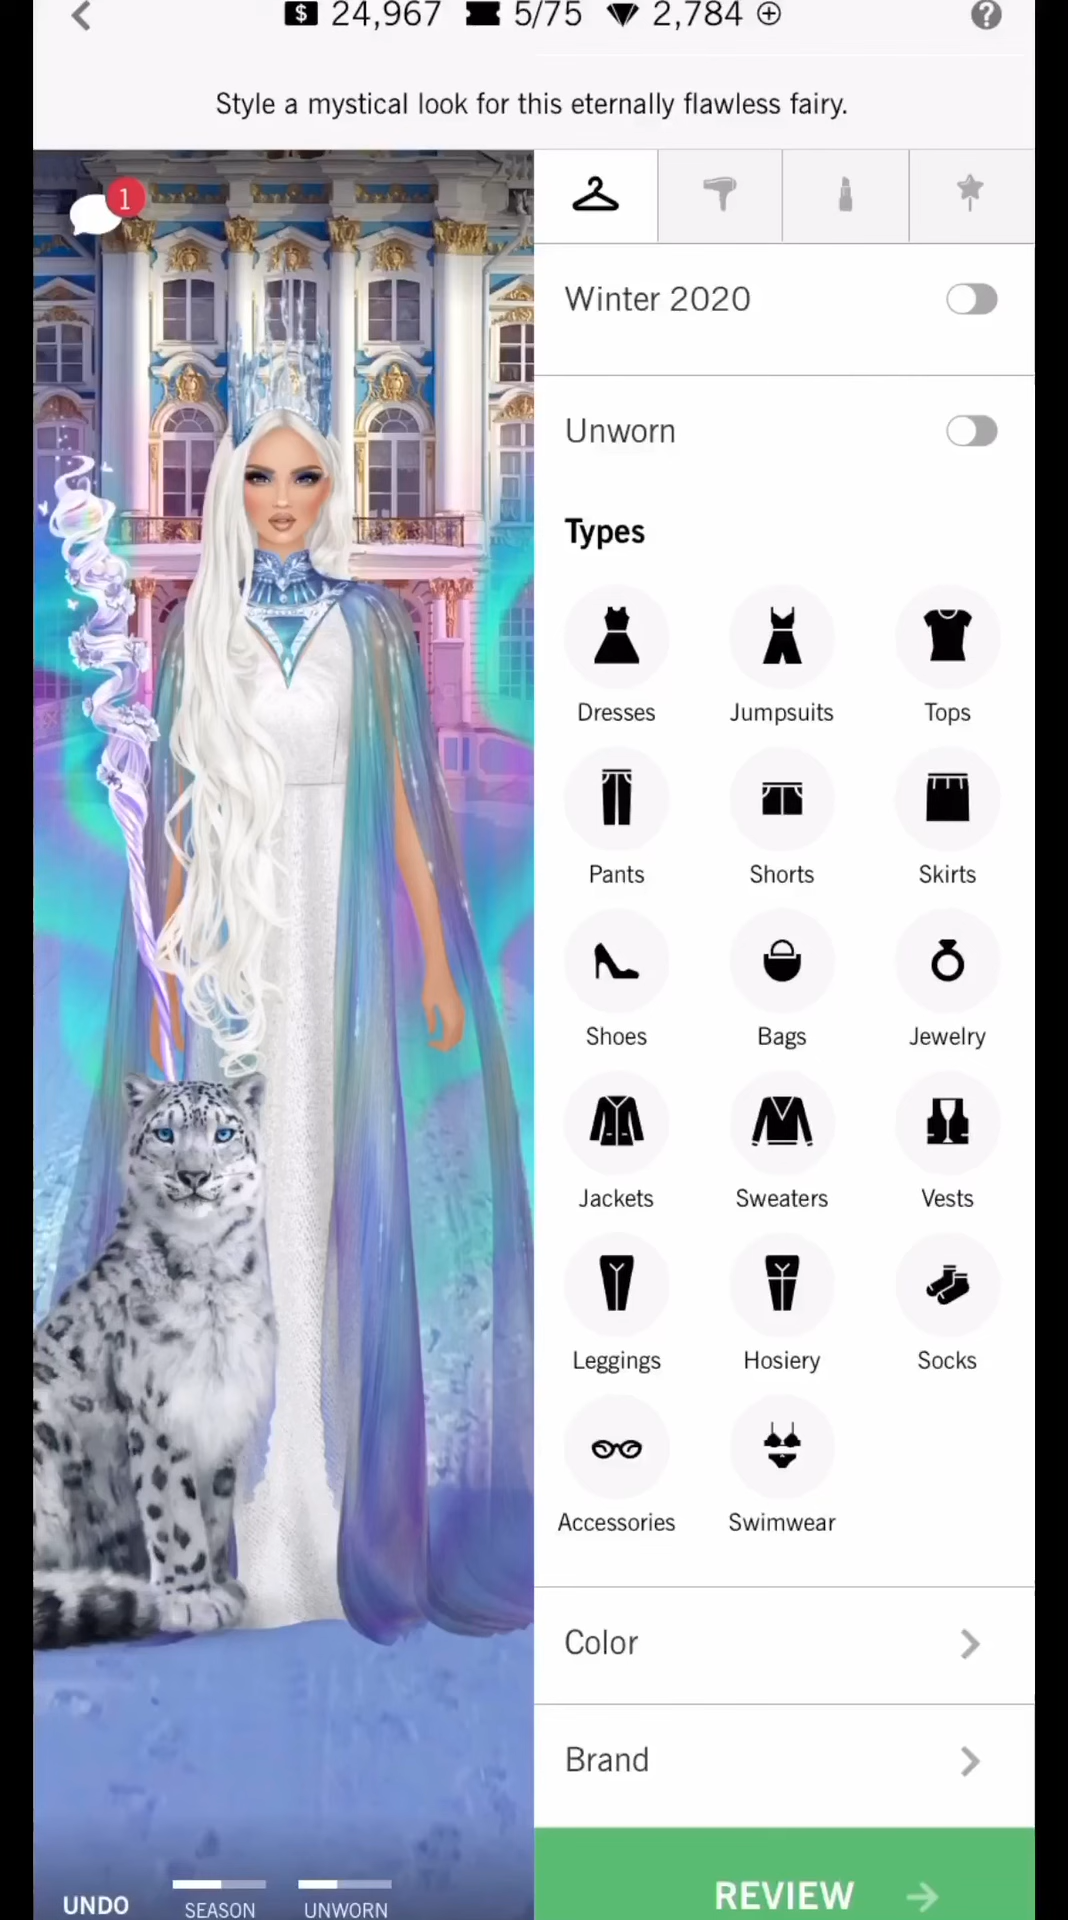 $ 24,967 5/75 2,784 ?
Style a mystical look for this eternally flawless fairy.
1
Winter 2020
Unworn
Types
Dresses Jumpsuits Tops
Pants Shorts Skirts
Shoes Bags Jewelry
Jackets Sweaters Vests
Leggings Hosiery Socks
Accessories Swimwear
Color
Brand
UNDO SEASON UNWORN
REVIEW